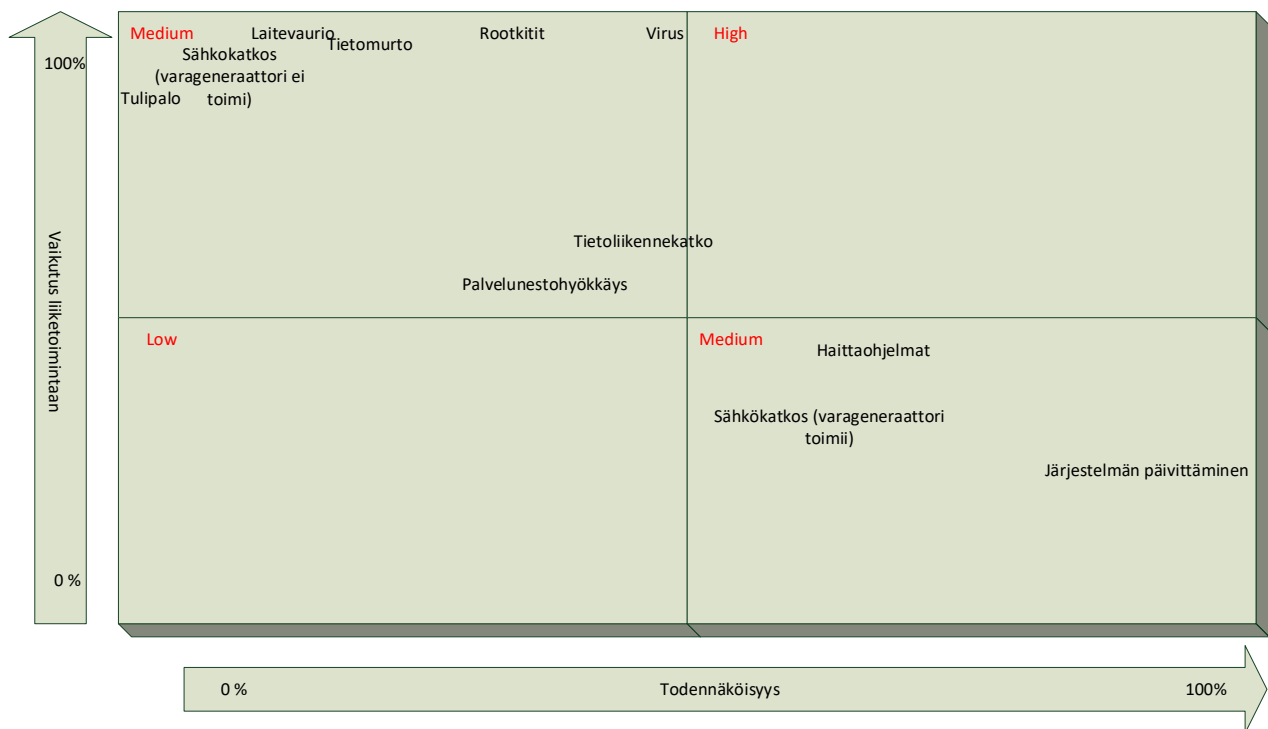 Medium
Laitevaurio
Tietomurto
Rootkitit
Virus
High
100%
Sähkokatkos
(varageneraattori ei
toimi)
Tulipalo
Vaikutus liiketoimintaan
Tietoliikennekatko
Palvelunestohyökkäys
Low
Medium
Haittaohjelmat
Sähkökatkos (varageneraattori
toimii)
Järjestelmän päivittäminen
0 %
0 %
Todennäköisyys
100%